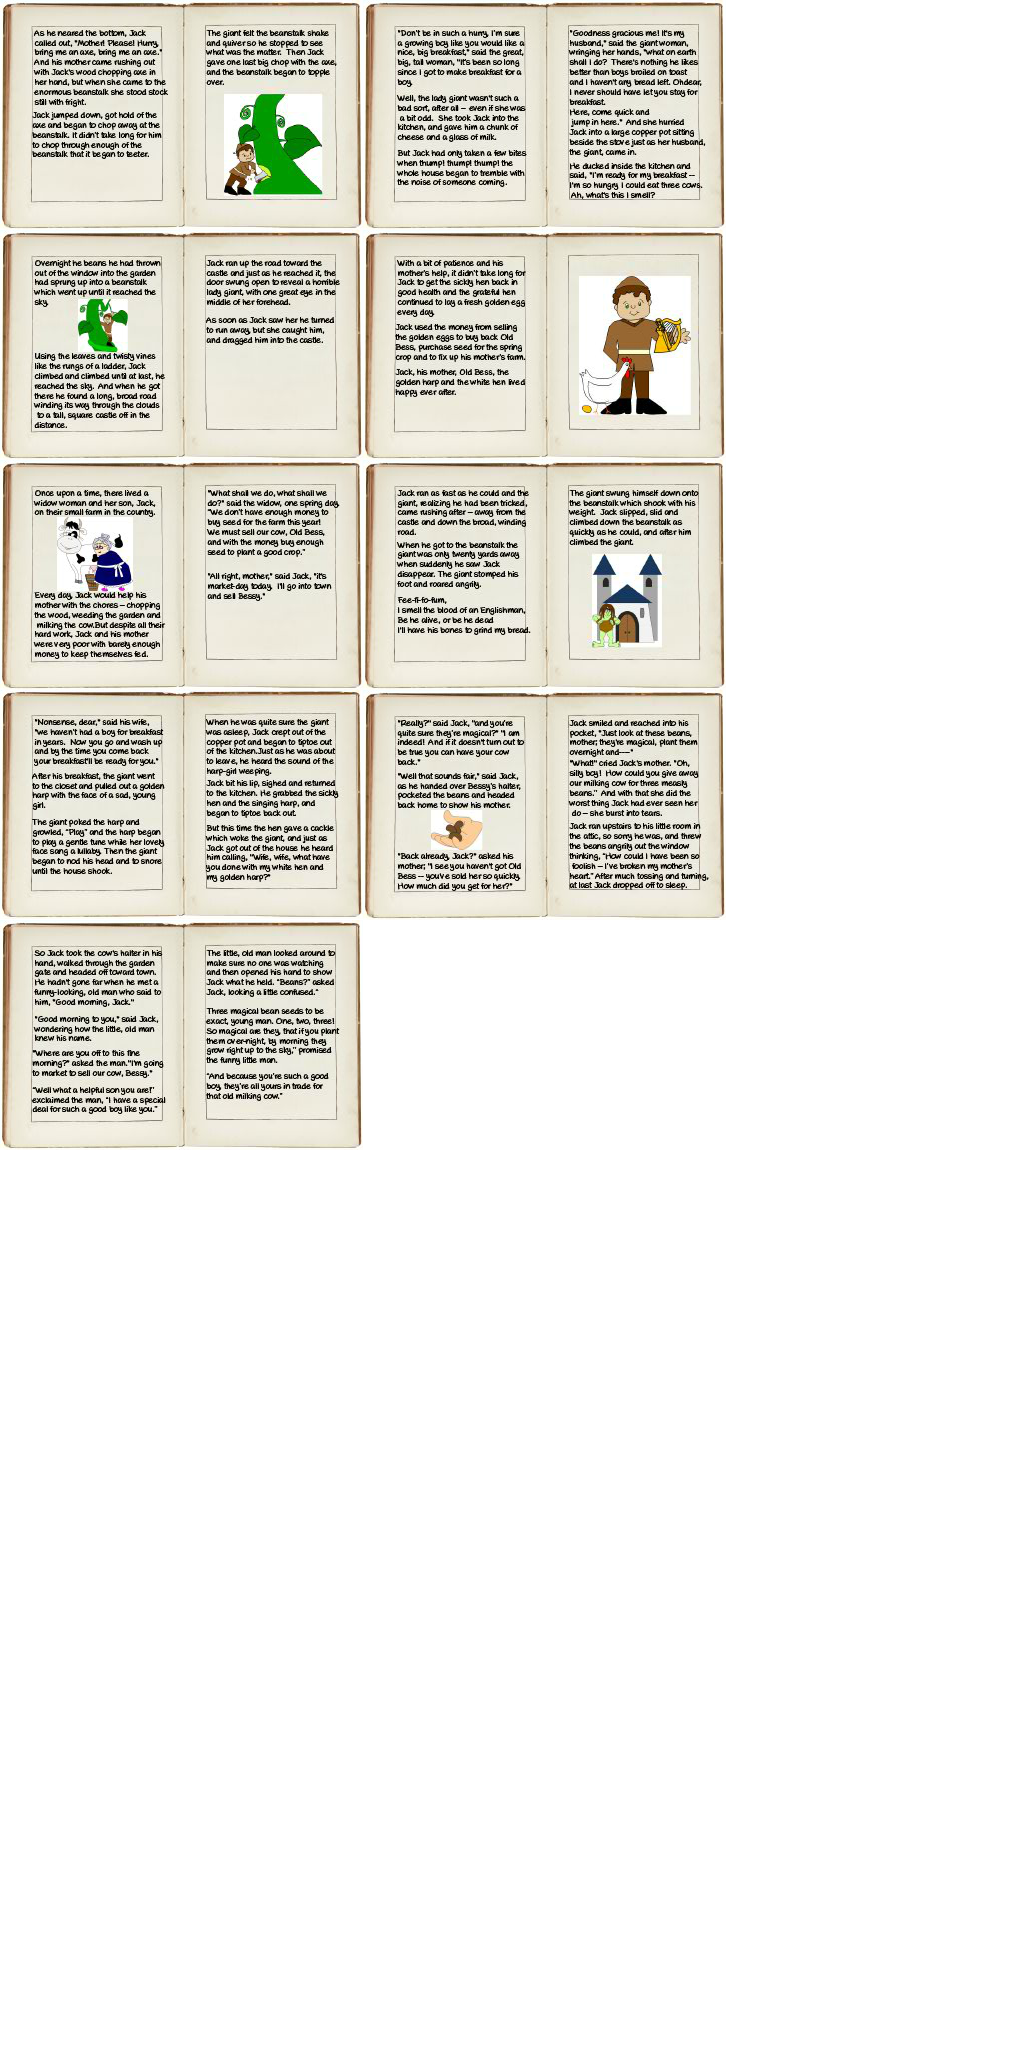 As he neared the bottom, Jack
called out, "Mother! Please! Hurry,
bring me an axe, bring me an axe."
And his mother came rushing out
with Jack's wood chopping axe in
her hand, but when she came to the
enormous beanstalk she stood stock
still with fright.
Jack jumped down, got hold of the
axe and began to chop away at the
beanstalk. It didn't take long for him
to chop through enough of the
beanstalk that it began to teeter.
The giant felt the beanstalk shake
and quiver so he stopped to see
what was the matter. Then Jack
gave one last big chop with the axe,
and the beanstalk began to topple
over.
"Don't be in such a hurry, I'm sure
a growing boy like you would like a
nice, big breakfast," said the great,
big, tall woman, "It's been so long
since I got to make breakfast for a
boy.
Well, the lady giant wasn't such a
bad sort, after all -- even if she was
a bit odd. She took Jack into the
kitchen, and gave him a chunk of
cheese and a glass of milk.
But Jack had only taken a few bites
when thump! thump! thump! the
whole house began to tremble with
the noise of someone coming.
"Goodness gracious me! It's my
husband," said the giant woman,
wringing her hands, "what on earth
shall I do? There's nothing he likes
better than boys broiled on toast
and I haven't any bread left. Ohdear,
I never should have let you stay for
breakfast.
Here, come quick and
jump in here." And she hurried
Jack into a large copper pot sitting
beside the stove just as her husband,
the giant, came in.
He ducked inside the kitchen and
said, "I'm ready for my breakfast --
I'm so hungry I could eat three cows.
Ah, what's this I smell?
Overnight he beans he had thrown
out of the window into the garden
had sprung up into a beanstalk
which went up until it reached the
sky.
Using the leaves and twisty vines
like the rungs of a ladder, Jack
climbed and climbed until at last, he
reached the sky. And when he got
there he found a long, broad road
winding its way through the clouds
to a tall, square castle off in the
distance.
Jack ran up the road toward the
castle and just as he reached it, the
door swung open to reveal a horrible
lady giant, with one great eye in the
middle of her forehead.
As soon as Jack saw her he turned
to run away, but she caught him,
and dragged him into the castle.
With a bit of patience and his
mother's help, it didn't take long for
Jack to get the sickly hen back in
good health and the grateful hen
continued to lay a fresh golden egg
every day.
Jack used the money from selling
the golden eggs to buy back Old
Bess, purchase seed for the spring
crop and to fix up his mother's farm.
Jack, his mother, Old Bess, the
golden harp and the white hen lived
happy ever after.
Once upon a time, there lived a
widow woman and her son, Jack,
on their small farm in the country.
Every day, Jack would help his
mother with the chores -- chopping
the wood, weeding the garden and
milking the cow.But despite all their
hard work, Jack and his mother
were very poor with barely enough
money to keep themselves fed.
"What shall we do, what shall we
do?" said the widow, one spring day.
"We don't have enough money to
buy seed for the farm this year!
We must sell our cow, Old Bess,
and with the money buy enough
seed to plant a good crop."
"All right, mother," said Jack, "it's
market-day today. I'll go into town
and sell Bessy."
Jack ran as fast as he could and the
giant, realizing he had been tricked,
came rushing after -- away from the
castle and down the broad, winding
road.
When he got to the beanstalk the
giant was only twenty yards away
when suddenly he saw Jack
disappear. The giant stomped his
foot and roared angrily.
Fee-fi-fo-fum,
I smell the blood of an Englishman,
Be he alive, or be he dead
I'll have his bones to grind my bread.
The giant swung himself down onto
the beanstalk which shook with his
weight. Jack slipped, slid and
climbed down the beanstalk as
quickly as he could, and after him
climbed the giant.
"Nonsense, dear," said his wife,
"we haven't had a boy for breakfast
in years. Now you go and wash up
and by the time you come back
your breakfast'll be ready for you."
After his breakfast, the giant went
to the closet and pulled out a golden
harp with the face of a sad, young
girl.
The giant poked the harp and
growled, "Play" and the harp began
to play a gentle tune while her lovely
face sang a lullaby. Then the giant
began to nod his head and to snore
until the house shook.
When he was quite sure the giant
was asleep, Jack crept out of the
copper pot and began to tiptoe out
of the kitchen.Just as he was about
to leave, he heard the sound of the
harp-girl weeping.
Jack bit his lip, sighed and returned
to the kitchen. He grabbed the sickly
hen and the singing harp, and
began to tiptoe back out.
But this time the hen gave a cackle
which woke the giant, and just as
Jack got out of the house he heard
him calling, "Wife, wife, what have
you done with my white hen and
my golden harp?"
"Really?" said Jack, "and you're
quite sure they're magical?" "I am
indeed! And if it doesn't turn out to
be true you can have your cow
back."
"Well that sounds fair," said Jack,
as he handed over Bessy's halter,
pocketed the beans and headed
back home to show his mother.
"Back already, Jack?" asked his
mother; "I see you haven't got Old
Bess -- you've sold her so quickly.
How much did you get for her?"
Jack smiled and reached into his
pocket, "Just look at these beans,
mother; they're magical, plant them
overnight and----"
"What!" cried Jack's mother. "Oh,
silly boy! How could you give away
our milking cow for three measly
beans." And with that she did the
worst thing Jack had ever seen her
do -- she burst into tears.
Jack ran upstairs to his little room in
the attic, so sorry he was, and threw
the beans angrily out the window
thinking, "How could I have been so
foolish -- I've broken my mother's
heart." After much tossing and turning,
at last Jack dropped off to sleep.
So Jack took the cow's halter in his
hand, walked through the garden
gate and headed off toward town.
He hadn't gone far when he met a
funny-looking, old man who said to
him, "Good morning, Jack."
"Good morning to you," said Jack,
wondering how the little, old man
knew his name.
"Where are you off to this fine
morning?" asked the man."I'm going
to market to sell our cow, Bessy."
"Well what a helpful son you are!"
exclaimed the man, "I have a special
deal for such a good boy like you."
The little, old man looked around to
make sure no one was watching
and then opened his hand to show
Jack what he held. "Beans?" asked
Jack, looking a little confused."
Three magical bean seeds to be
exact, young man. One, two, three!
So magical are they, that if you plant
them over-night, by morning they
grow right up to the sky," promised
the funny little man.
"And because you're such a good
boy, they're all yours in trade for
that old milking cow."